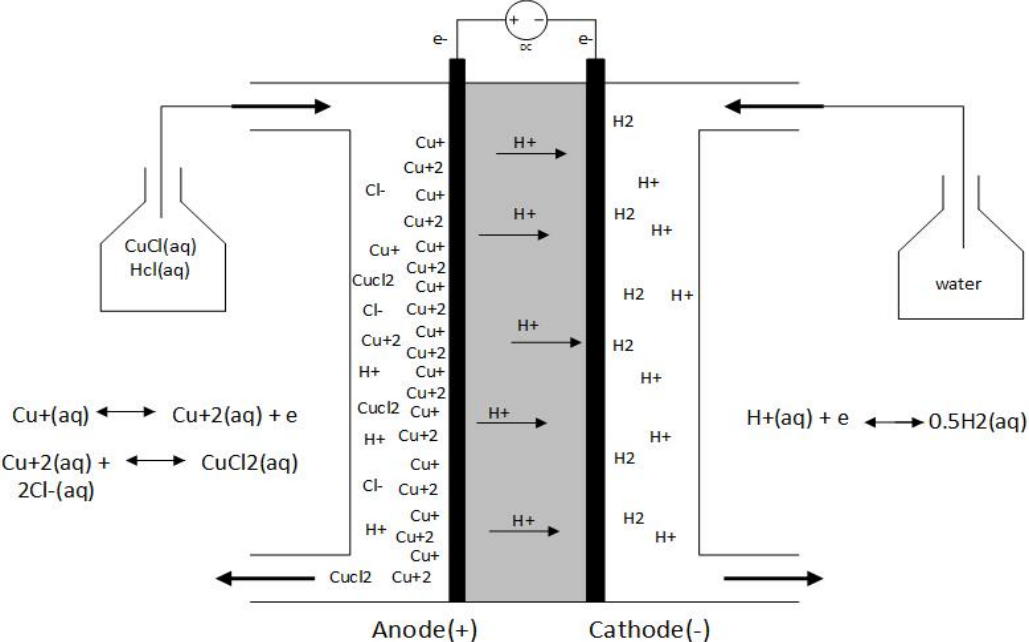 + −
DC
e-
e-
CuCl(aq)
Hcl(aq)
water
Cu+
Cu+2
Cl-
Cu+
Cu+2
Cu+
Cu+
Cu+2
Cucl2
Cu+
Cl-
Cu+2
Cu+
Cu+2
Cu+2
H+
Cu+
Cu+2
Cucl2
Cu+
H+
Cu+2
Cu+
Cl-
Cu+2
Cu+
H+
Cu+2
Cu+
Cucl2
Cu+2
H+
H+
H+
H+
H+
H2
H+
H2
H+
H2
H+
H2
H+
H+
H2
H2
H+
Cu+(aq) Cu+2(aq) + e
Cu+2(aq) + CuCl2(aq)
2Cl-(aq)
H+(aq) + e 0.5H2(aq)
Anode(+) Cathode(-)